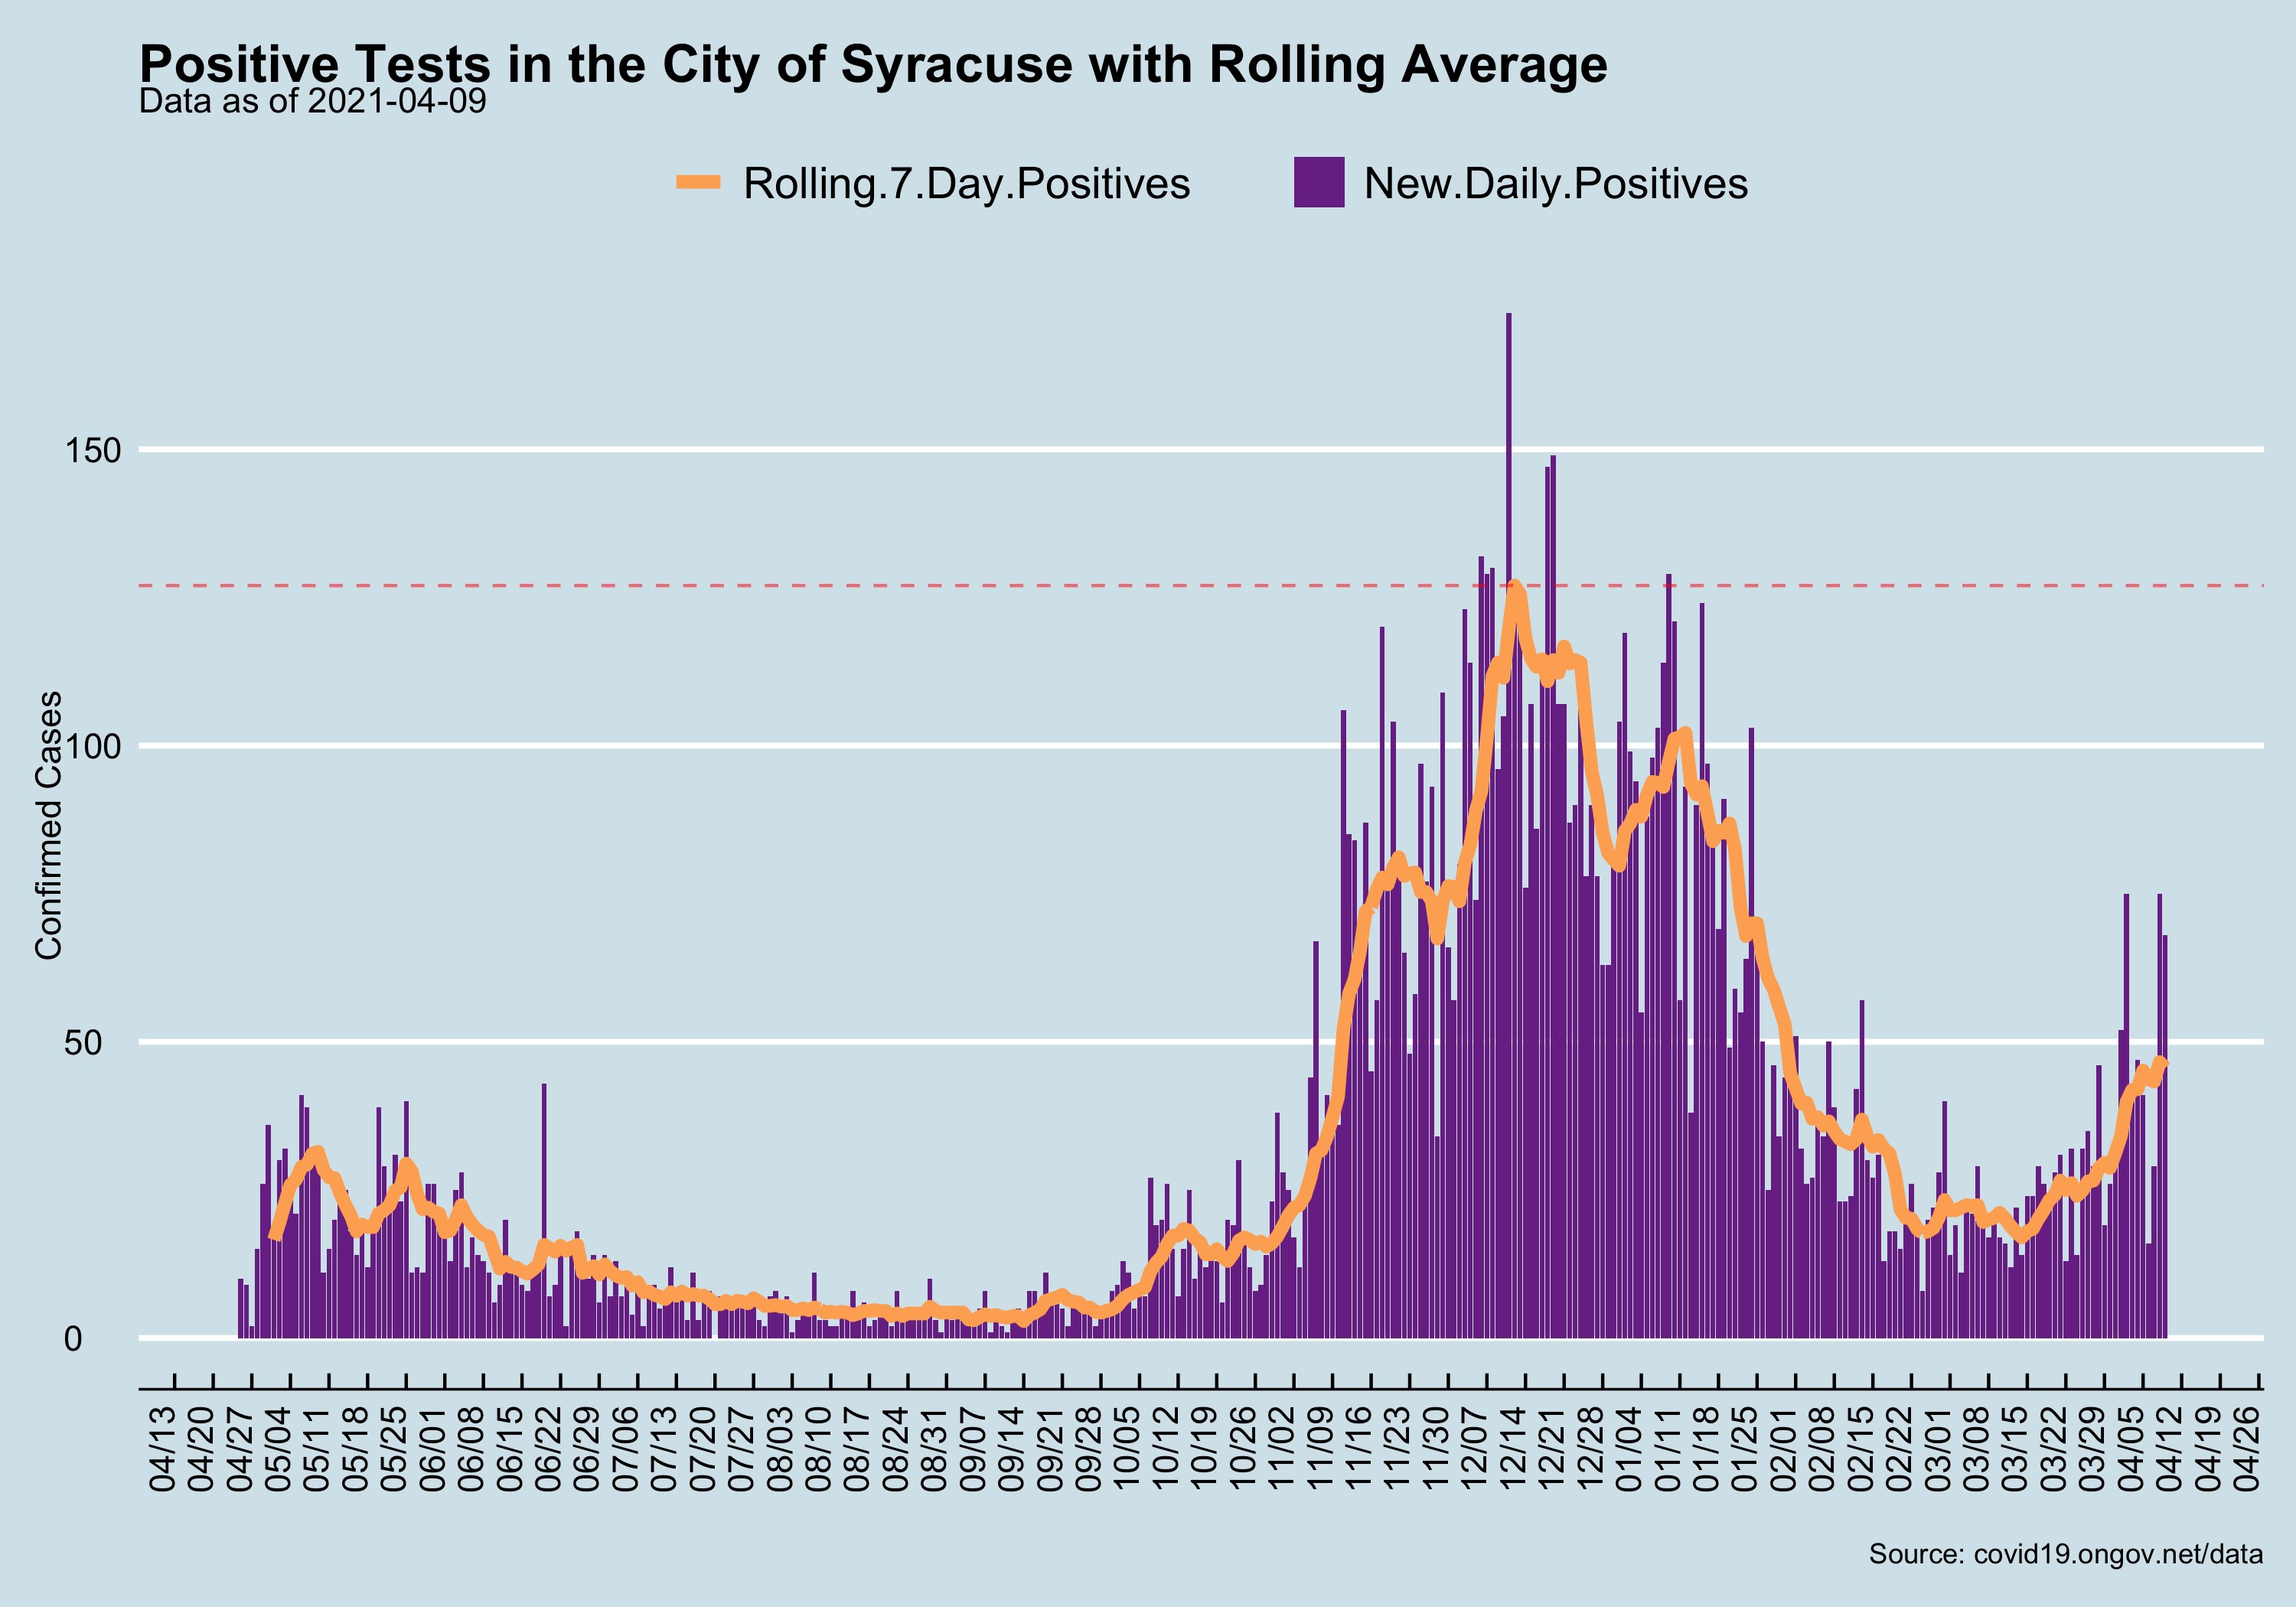 Positive Tests in the City of Syracuse with Rolling Average
Data as of 2021-04-09
Rolling.7.Day.Positives New.Daily.Positives
150
100
50
0
Confirmed Cases
04/13 04/20 04/27 05/04 05/11 05/18 05/25 06/01 06/08 06/15 06/22 06/29 07/06 07/13 07/20 07/27 08/03 08/10 08/17 08/24 08/31 09/07 09/14 09/21 09/28 10/05 10/12 10/19 10/26 11/02 11/09 11/16 11/23 11/30 12/07 12/14 12/21 12/28 01/04 01/11 01/18 01/25 02/01 02/08 02/15 02/22 03/01 03/08 03/15 03/22 03/29 04/05 04/12 04/19 04/26
Source: covid19.ongov.net/data